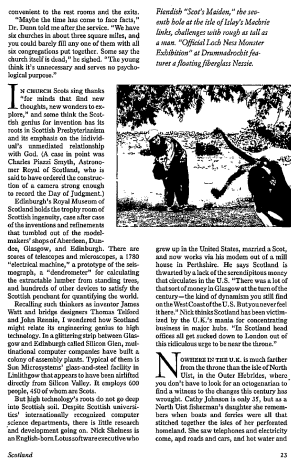 convenient to the rest rooms and the exits.
"Maybe the time has come to face facts,"
Dr. Dunn told me after the service. "We have
six churches in about three square miles, and
you could barely fill any one of them with all
six congregations put together. Some say the
church itself is dead," he sighed. "The young
think it's unnecessary and serves no psycho-
logical purpose."
IN CHURCH Scots sing thanks
"for minds that find new
thoughts, new wonders to ex-
plore," and some think the Scot-
tish genius for invention has its
roots in Scottish Presbyterianism
and its emphasis on the individ-
ual's unmediated relationship
with God. (A case in point was
Charles Piazzi Smyth, Astrono-
mer Royal of Scotland, who is
said to have ordered the construc-
tion of a camera strong enough
to record the Day of Judgment.)
Edinburgh's Royal Museum of
Scotland holds the trophy room of
Scottish ingenuity, case after case
of the inventions and refinements
that tumbled out of the model-
makers' shops of Aberdeen, Dun-
dee, Glasgow, and Edinburgh. There are
scores of telescopes and microscopes, a 1780
"electrical machine," a prototype of the seis-
mograph, a "dendrometer" for calculating
the extractable lumber from standing trees,
and hundreds of other devices to satisfy the
Scottish penchant for quantifying the world.
Recalling such thinkers as inventor James
Watt and bridge designers Thomas Telford
and John Rennie, I wondered how Scotland
might relate its engineering genius to high
technology. In a glittering strip between Glas-
gow and Edinburgh called Silicon Glen, mul-
tinational computer companies have built a
colony of assembly plants. Typical of them is
Sun Microsystems' glass-and-steel facility in
Linlithgow that appears to have been airlifted
directly from Silicon Valley. It employs 600
people, 450 of whom are Scots.
But high technology's roots do not go deep
into Scottish soil. Despite Scottish universi-
ties' internationally recognized computer
science departments, there is little research
and development going on. Nick Shelness is
an English-born Lotus software executive who
Fiendish "Scot's Maiden," the sev-
enth hole at the isle of Islay's Machrie
links, challenges with rough as tall as
a man. "Official Loch Ness Monster
Exhibition" at Drumnadrochit fea-
tures a floating fiberglass Nessie.
grew up in the United States, married a Scot,
and now works via modem out of a mill
house in Perthshire. He says Scotland is
thwarted by a lack of the serendipitous money
that circulates in the U.S. "There was a lot of
that sort of money in Glasgow at the turn of the
century—the kind of dynamism you still find
on the West Coast of the U.S. But you never feel
it here." Nick thinks Scotland has been victim-
ized by the U.K.'s mania for concentrating
business in major hubs. "In Scotland head
offices all get sucked down to London out of
this ridiculous urge to be near the throne."
NOWHERE IN THE U.K. is much farther
from the throne than the isle of North
Uist, in the Outer Hebrides, where
you don't have to look for an octogenarian to
find a witness to the changes this century has
wrought. Cathy Johnson is only 35, but as a
North Uist fisherman's daughter she remem-
bers when boats and ferries were all that
stitched together the isles of her perforated
homeland. She saw telephones and electricity
come, and roads and cars, and hot water and
Scotland
23